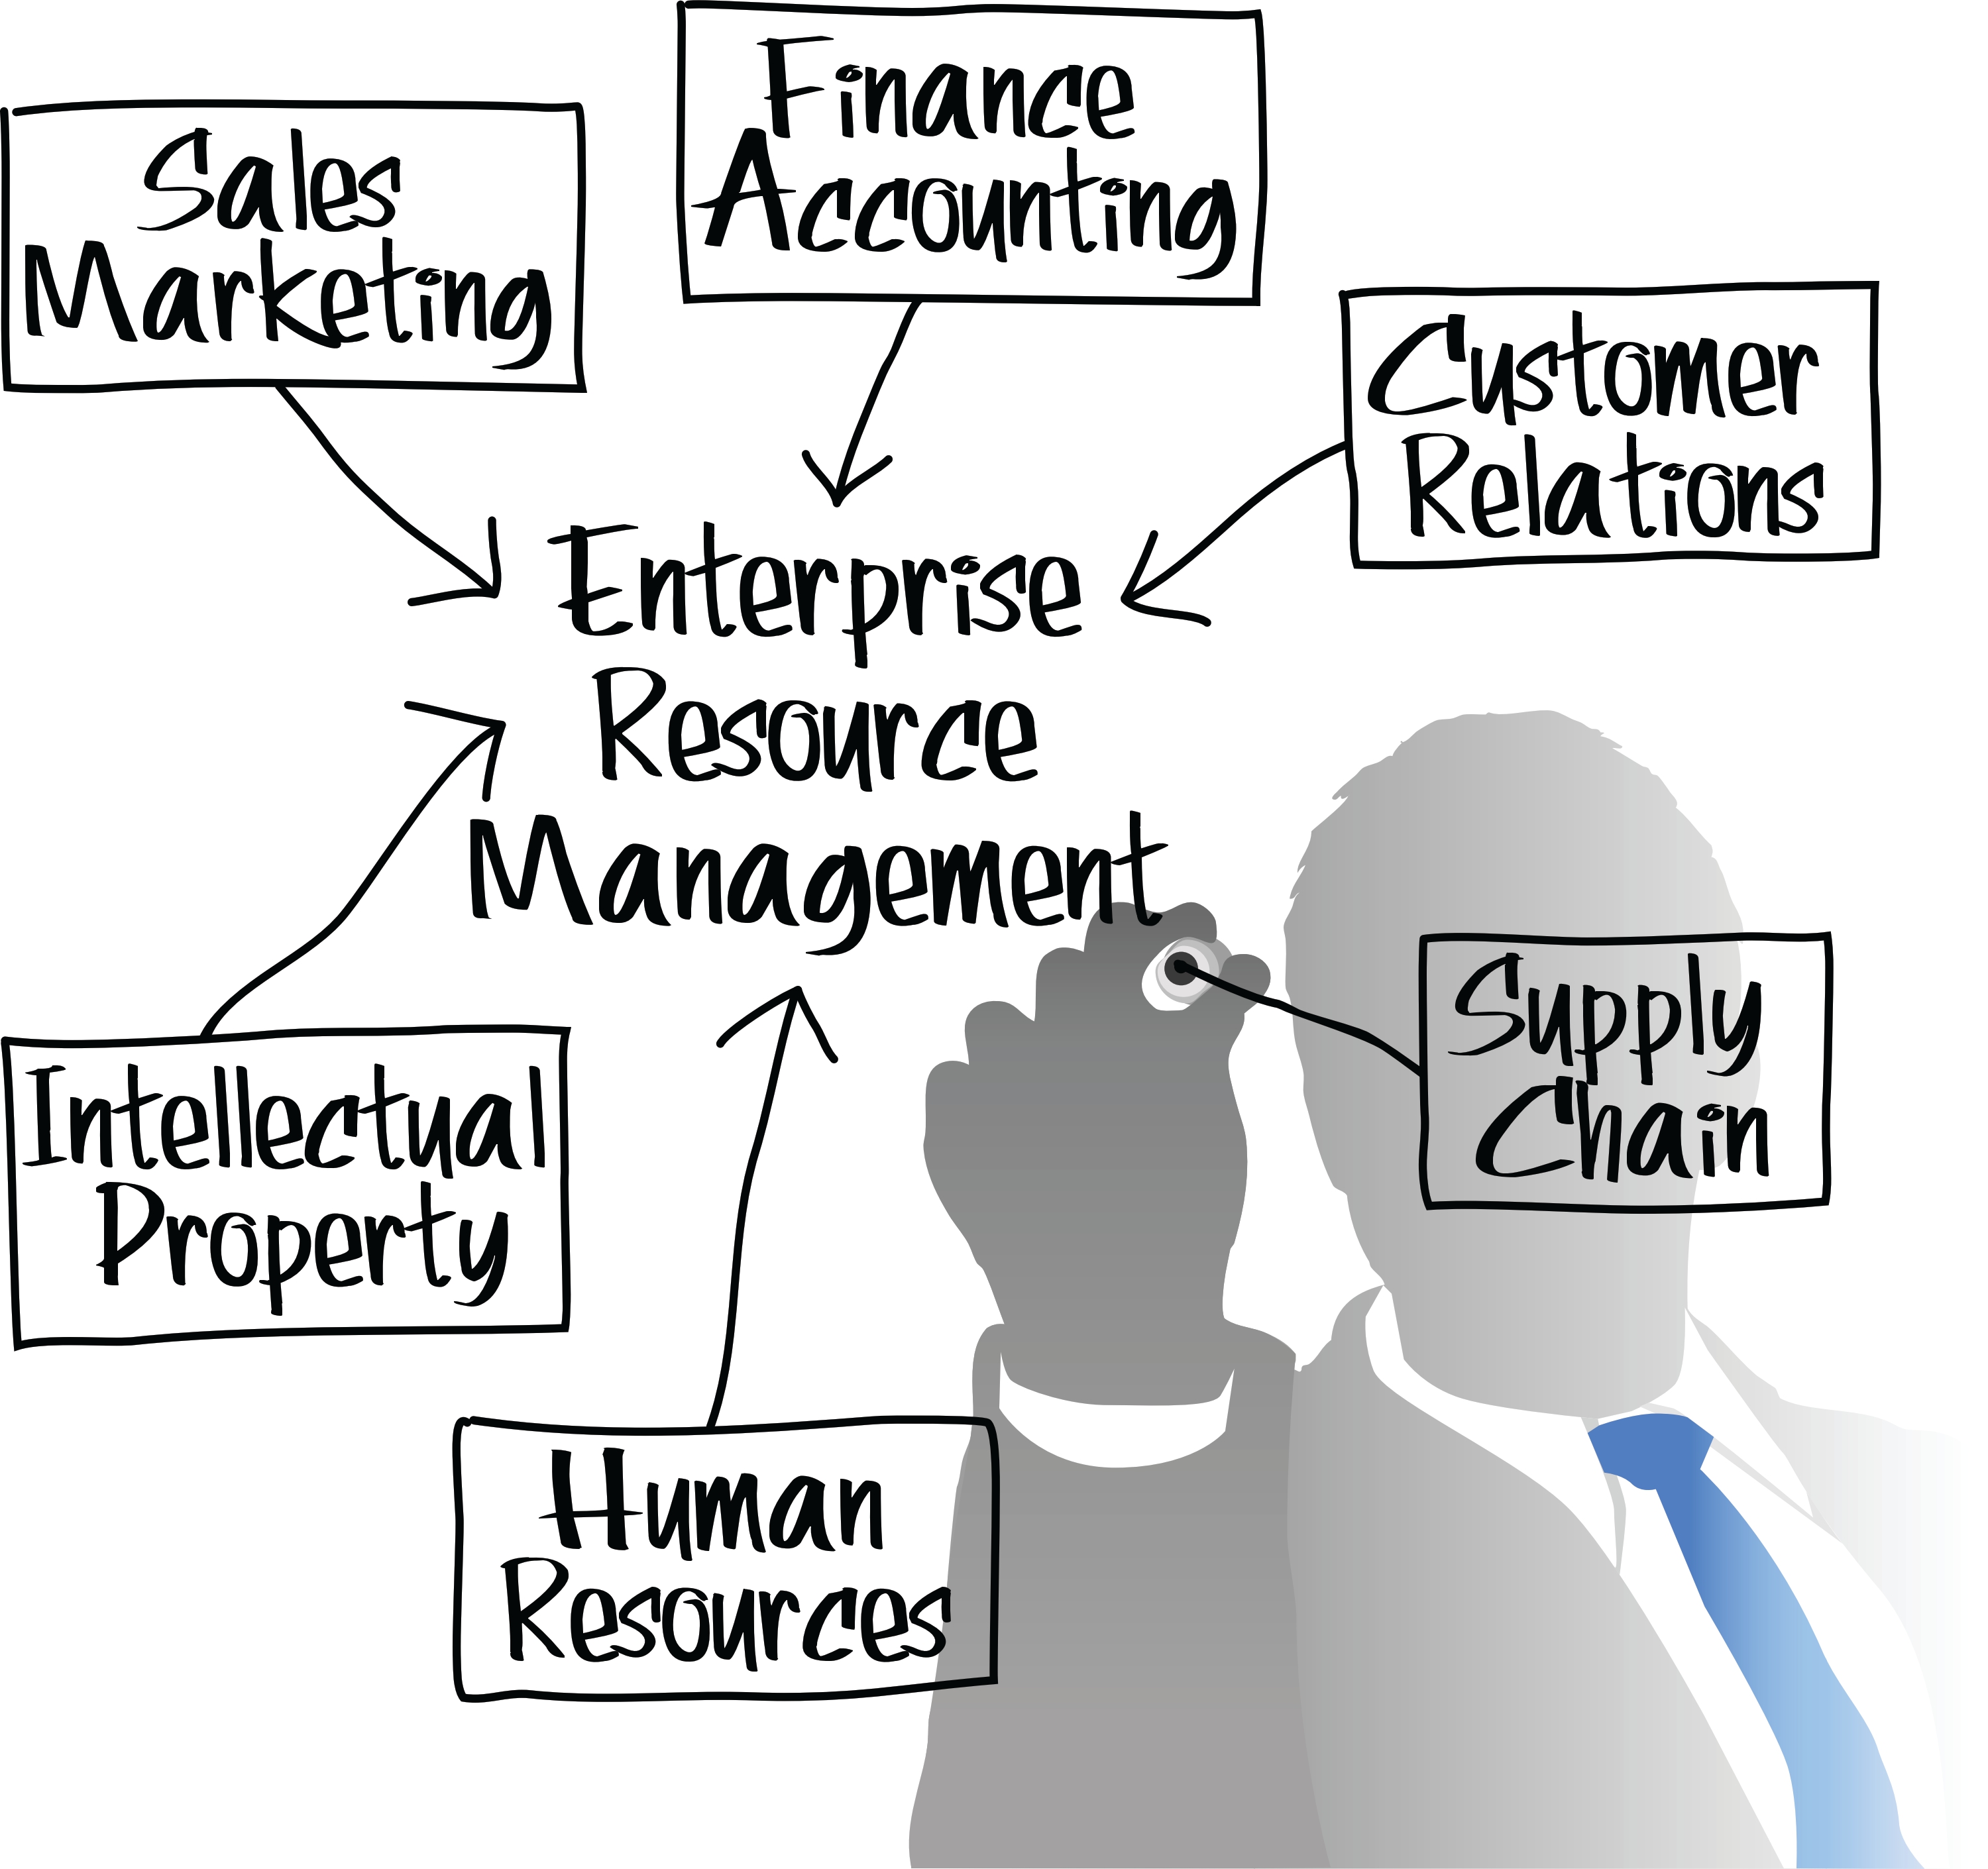 Finance
Accounting
Sales
Marketing
Customer
Relations
Enterprise
Resource
Management
Supply
Chain
Intellectual
Property
Human
Resources